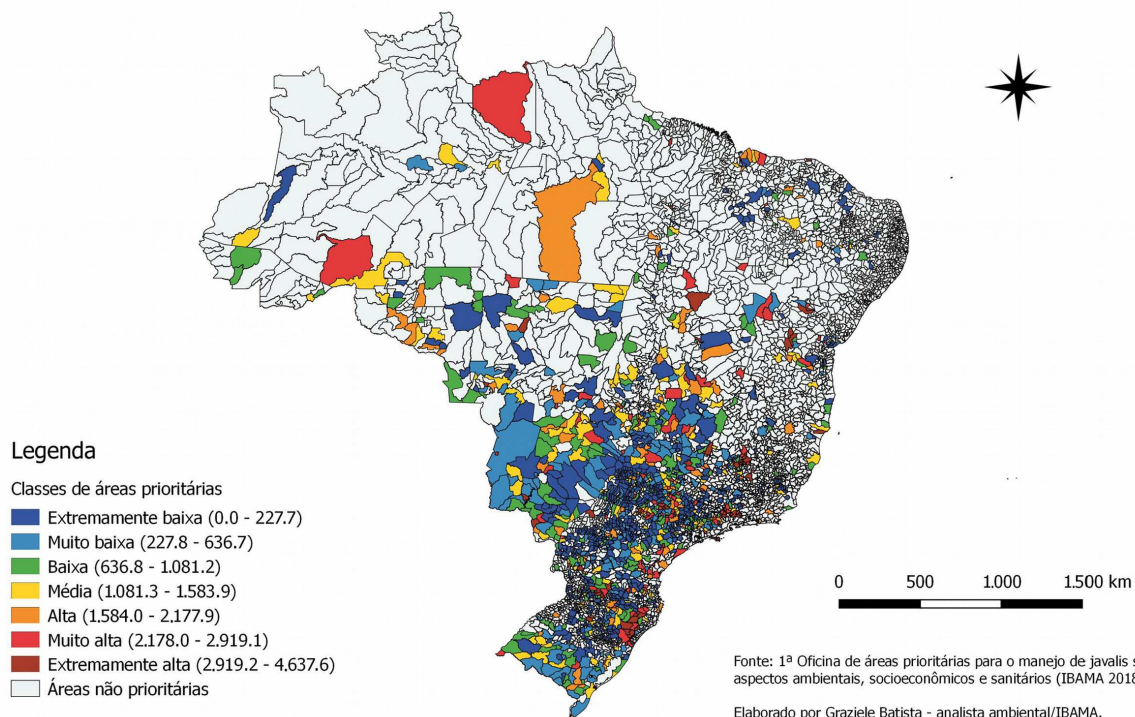 Legenda
Classes de áreas prioritárias
Extremamente baixa (0.0 - 227.7)
Muito baixa (227.8 - 636.7)
Baixa (636.8 - 1.081.2)
Média (1.081.3 - 1.583.9)
Alta (1.584.0 - 2.177.9)
Muito alta (2.178.0 - 2.919.1)
Extremamente alta (2.919.2 - 4.637.6)
Áreas não prioritárias
0 500 1.000 1.500 km
Fonte: 1ª Oficina de áreas prioritárias para o manejo de javalis
aspectos ambientais, socioeconômicos e sanitários (IBAMA 2018
Elaborado por Graziele Batista - analista ambiental/IBAMA.